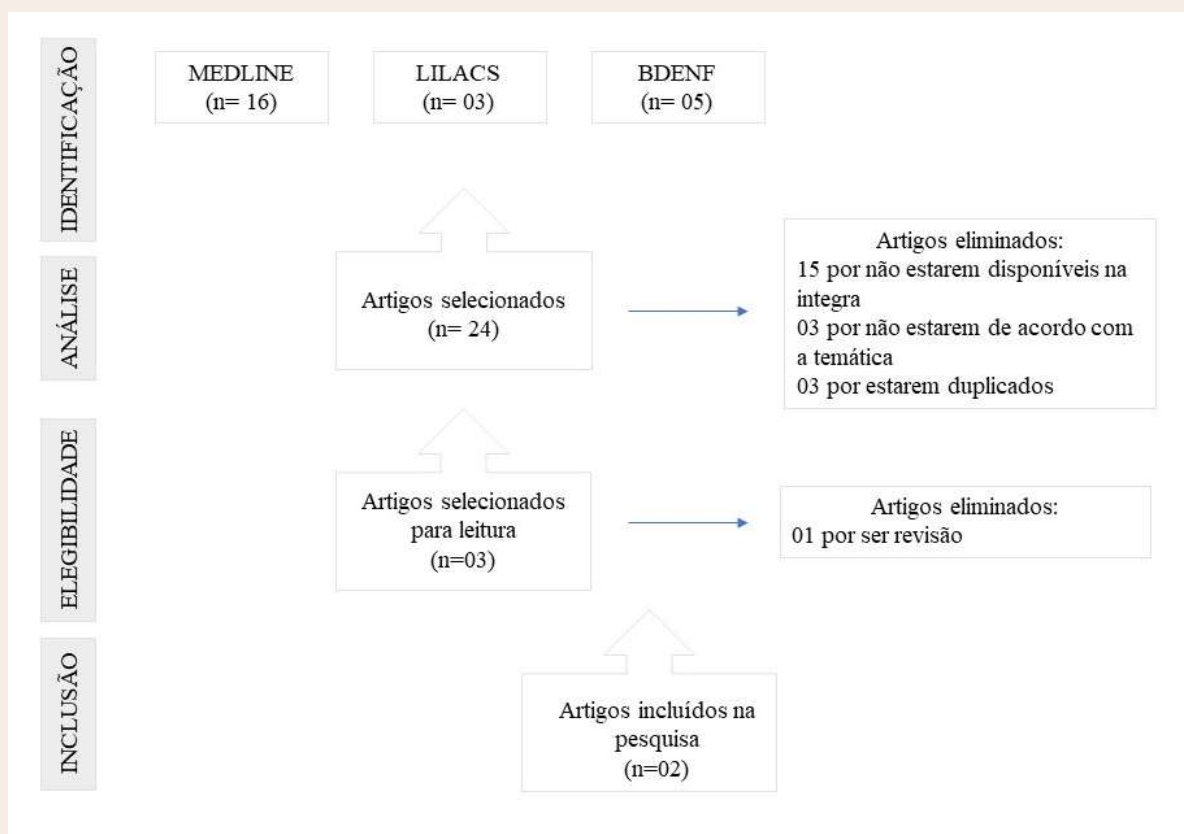 IDENTIFICAÇÃO
MEDLINE
(n= 16)
LILACS
(n= 03)
BDENF
(n= 05)
ANÁLISE
Artigos selecionados
(n= 24)
Artigos eliminados:
15 por não estarem disponíveis na
integra
03 por não estarem de acordo com
a temática
03 por estarem duplicados
ELEGIBILIDADE
Artigos selecionados
para leitura
(n=03)
Artigos eliminados:
01 por ser revisão
INCLUSÃO
Artigos incluídos na
pesquisa
(n=02)